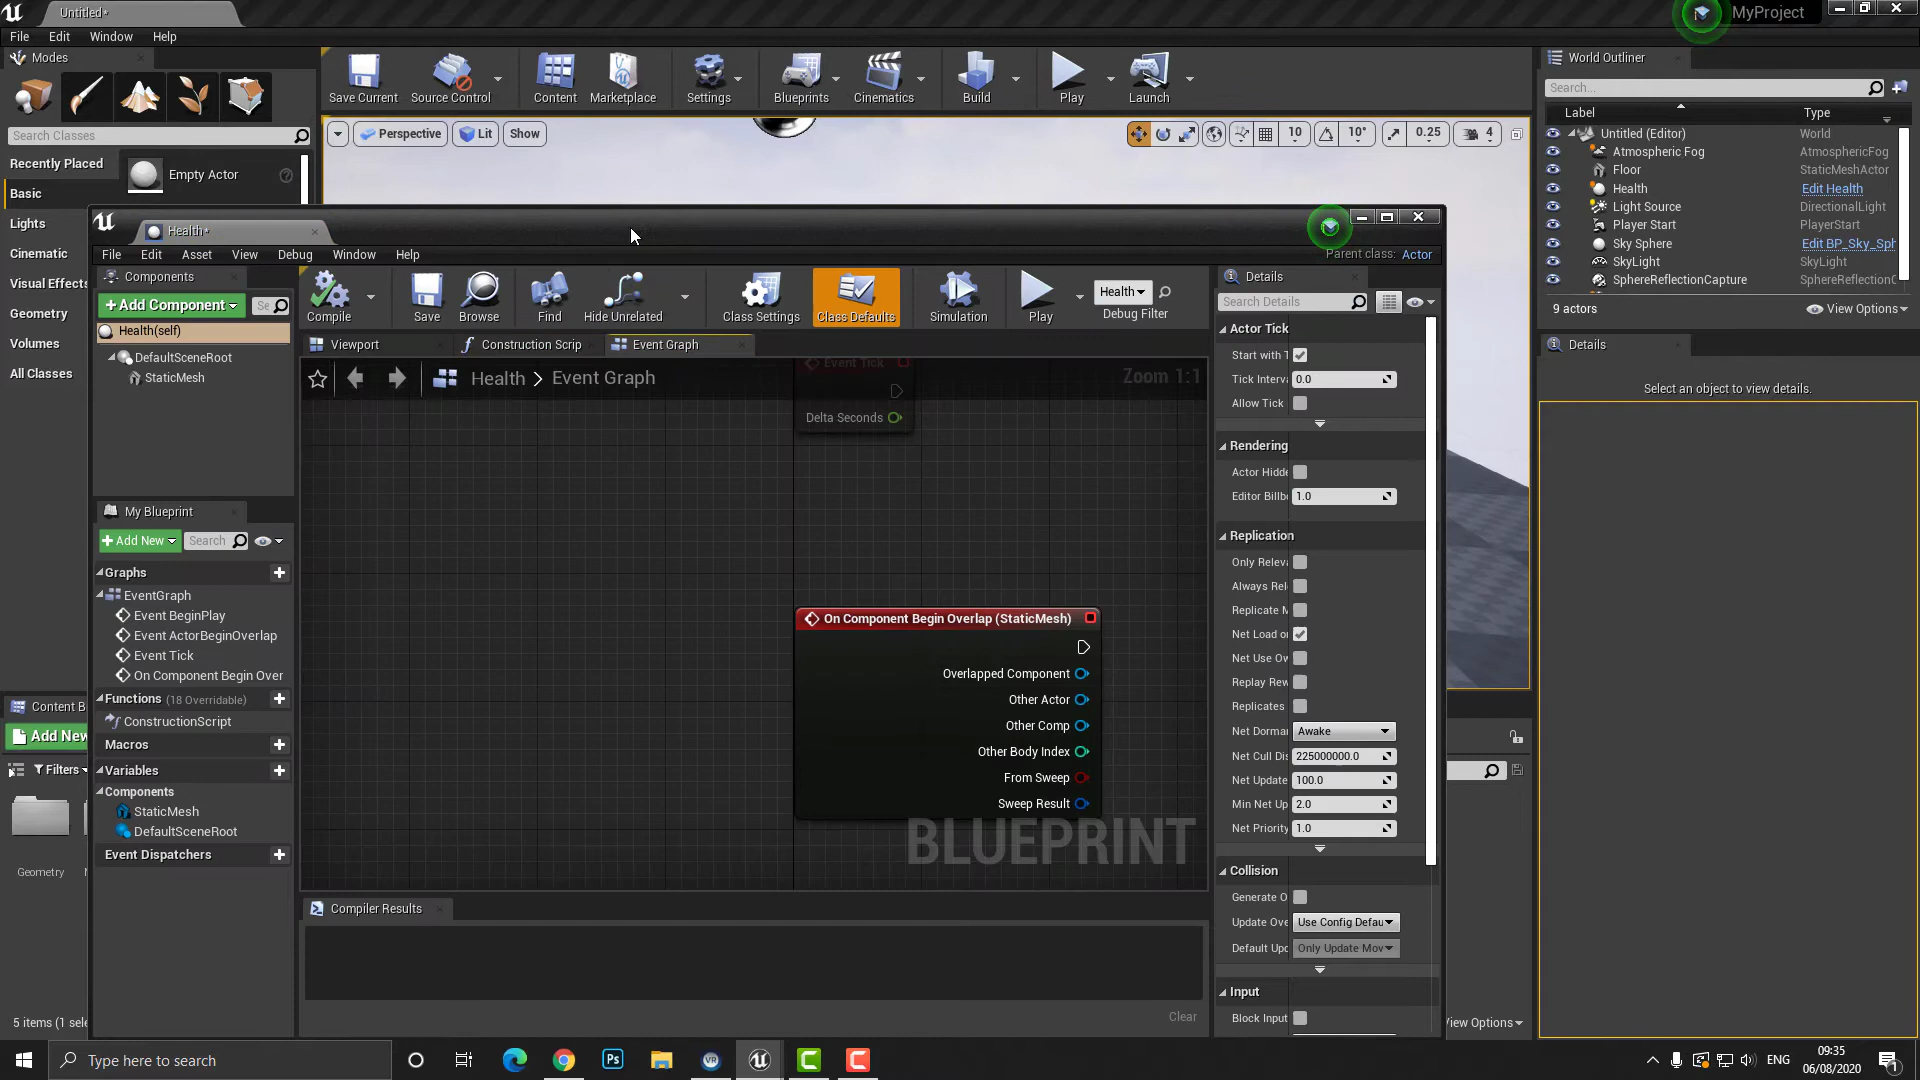 Untitled*
MyProject
File Edit Window Help
Modes
Search Classes
Recently Placed
Basic
Lights
Cinematic
Visual Effects
Geometry
Volumes
All Classes
Empty Actor
Save Current
Source Control
Content
Marketplace
Settings
Blueprints
Cinematics
Build
Play
Launch
Perspective
Lit
Show
10
10°
0.25
4
World Outliner
Search...
Label Type
Untitled (Editor) World
Atmospheric Fog AtmosphericFog
Floor StaticMeshActor
Health Edit Health
Light Source DirectionalLight
Player Start PlayerStart
Sky Sphere Edit BP_Sky_Sph
SkyLight SkyLight
SphereReflectionCapture SphereReflectionC
9 actors View Options
Details
Select an object to view details.
Health*
File Edit Asset View Debug Window Help
Parent class: Actor
Components
Add Component Se
Health(self)
DefaultSceneRoot
StaticMesh
Compile
Save
Browse
Find
Hide Unrelated
Class Settings
Class Defaults
Simulation
Play
Health
Debug Filter
Viewport
Construction Scrip
Event Graph
Health > Event Graph
Zoom 1:1
Event Tick
Delta Seconds
On Component Begin Overlap (StaticMesh)
Overlapped Component
Other Actor
Other Comp
Other Body Index
From Sweep
Sweep Result
BLUEPRINT
My Blueprint
Add New Search
Graphs
EventGraph
Event BeginPlay
Event ActorBeginOverlap
Event Tick
On Component Begin Over
Functions (18 Overridable)
ConstructionScript
Macros
Variables
Components
StaticMesh
DefaultSceneRoot
Event Dispatchers
Compiler Results
Clear
Details
Search Details
Actor Tick
Start with T
Tick Interva 0.0
Allow Tick
Rendering
Actor Hidde
Editor Billbo 1.0
Replication
Only Releva
Always Rel
Replicate M
Net Load or
Net Use Ow
Replay Rew
Replicates
Net Dorman Awake
Net Cull Dis 225000000.0
Net Update 100.0
Min Net Up 2.0
Net Priority 1.0
Collision
Generate O
Update Ove Use Config Defau
Default Upd Only Update Mov
Input
Block Input
Content B
Add New
Filters
Geometry
5 items (1 sele
View Options
Type here to search
Ps
VR
ENG
09:35
06/08/2020
1